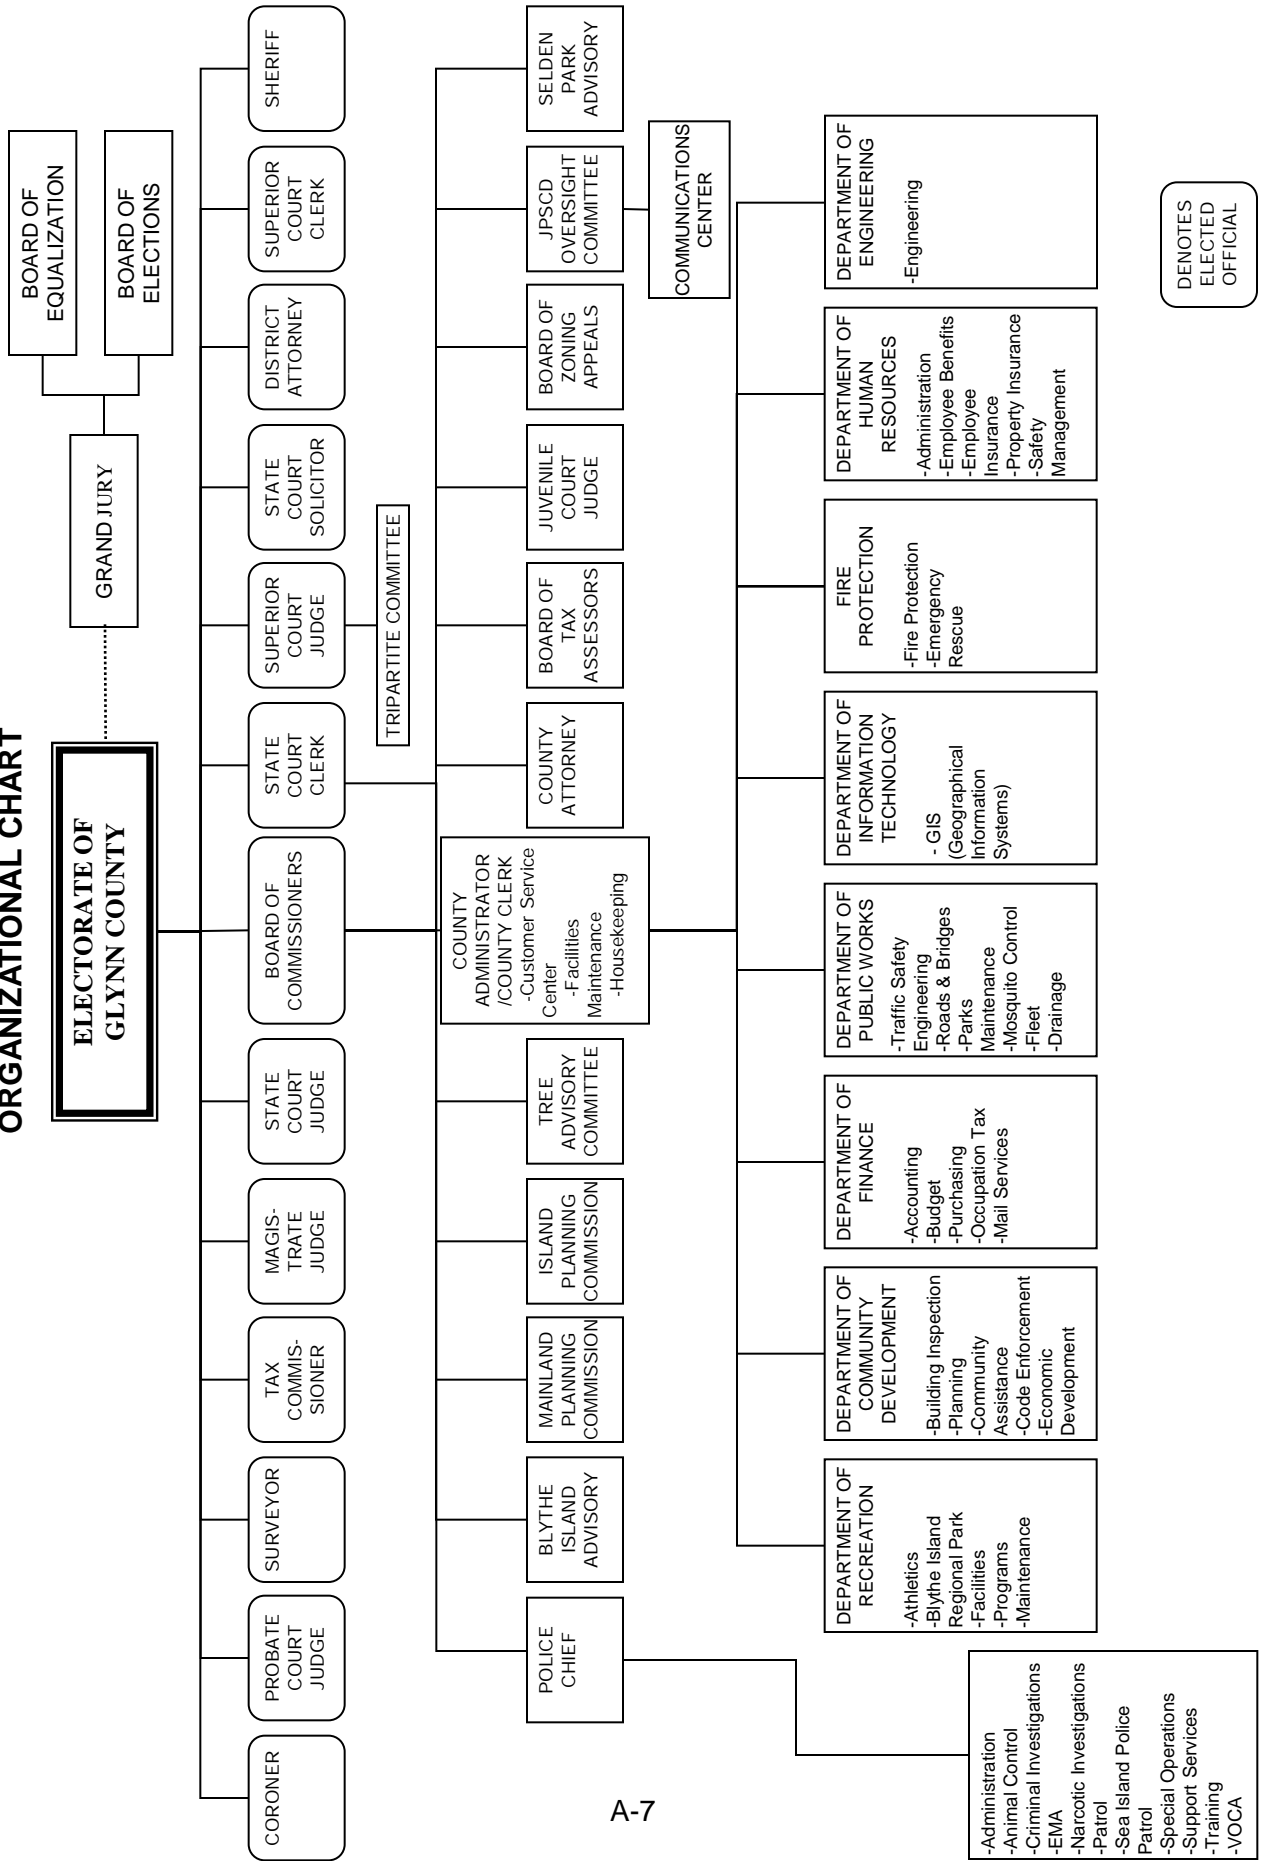 ORGANIZATIONAL CHART
ELECTORATE OF
GLYNN COUNTY
GRAND JURY
BOARD OF
EQUALIZATION
BOARD OF
ELECTIONS
CORONER
PROBATE
COURT
JUDGE
SURVEYOR
TAX
COMMIS-
SIONER
MAGIS-
TRATE
JUDGE
STATE
COURT
JUDGE
BOARD OF
COMMISSIONERS
STATE
COURT
CLERK
SUPERIOR
COURT
JUDGE
STATE
COURT
SOLICITOR
DISTRICT
ATTORNEY
SUPERIOR
COURT
CLERK
SHERIFF
TRIPARTITE COMMITTEE
POLICE
CHIEF
BLYTHE
ISLAND
ADVISORY
MAINLAND
PLANNING
COMMISSION
ISLAND
PLANNING
COMMISSION
TREE
ADVISORY
COMMITTEE
COUNTY
ADMINISTRATOR
/COUNTY CLERK
-Customer Service
Center
-Facilities
Maintenance
-Housekeeping
COUNTY
ATTORNEY
BOARD OF
TAX
ASSESSORS
JUVENILE
COURT
JUDGE
BOARD OF
ZONING
APPEALS
JPSCD
OVERSIGHT
COMMITTEE
SELDEN
PARK
ADVISORY
COMMUNICATIONS
CENTER
DEPARTMENT OF
RECREATION
-Athletics
-Blythe Island
Regional Park
-Facilities
-Programs
-Maintenance
DEPARTMENT OF
COMMUNITY
DEVELOPMENT
-Building Inspection
-Planning
-Community
Assistance
-Code Enforcement
-Economic
Development
DEPARTMENT OF
FINANCE
-Accounting
-Budget
-Purchasing
-Occupation Tax
-Mail Services
DEPARTMENT OF
PUBLIC WORKS
-Traffic Safety
Engineering
-Roads & Bridges
-Parks
Maintenance
-Mosquito Control
-Fleet
-Drainage
DEPARTMENT OF
INFORMATION
TECHNOLOGY
- GIS
(Geographical
Information
Systems)
FIRE
PROTECTION
-Fire Protection
-Emergency
Rescue
DEPARTMENT OF
HUMAN
RESOURCES
-Administration
-Employee Benefits
-Employee
Insurance
-Property Insurance
-Safety
Management
DEPARTMENT OF
ENGINEERING
-Engineering
-Administration
-Animal Control
-Criminal Investigations
-EMA
-Narcotic Investigations
-Patrol
-Sea Island Police
Patrol
-Special Operations
-Support Services
-Training
-VOCA
DENOTES
ELECTED
OFFICIAL
A-7